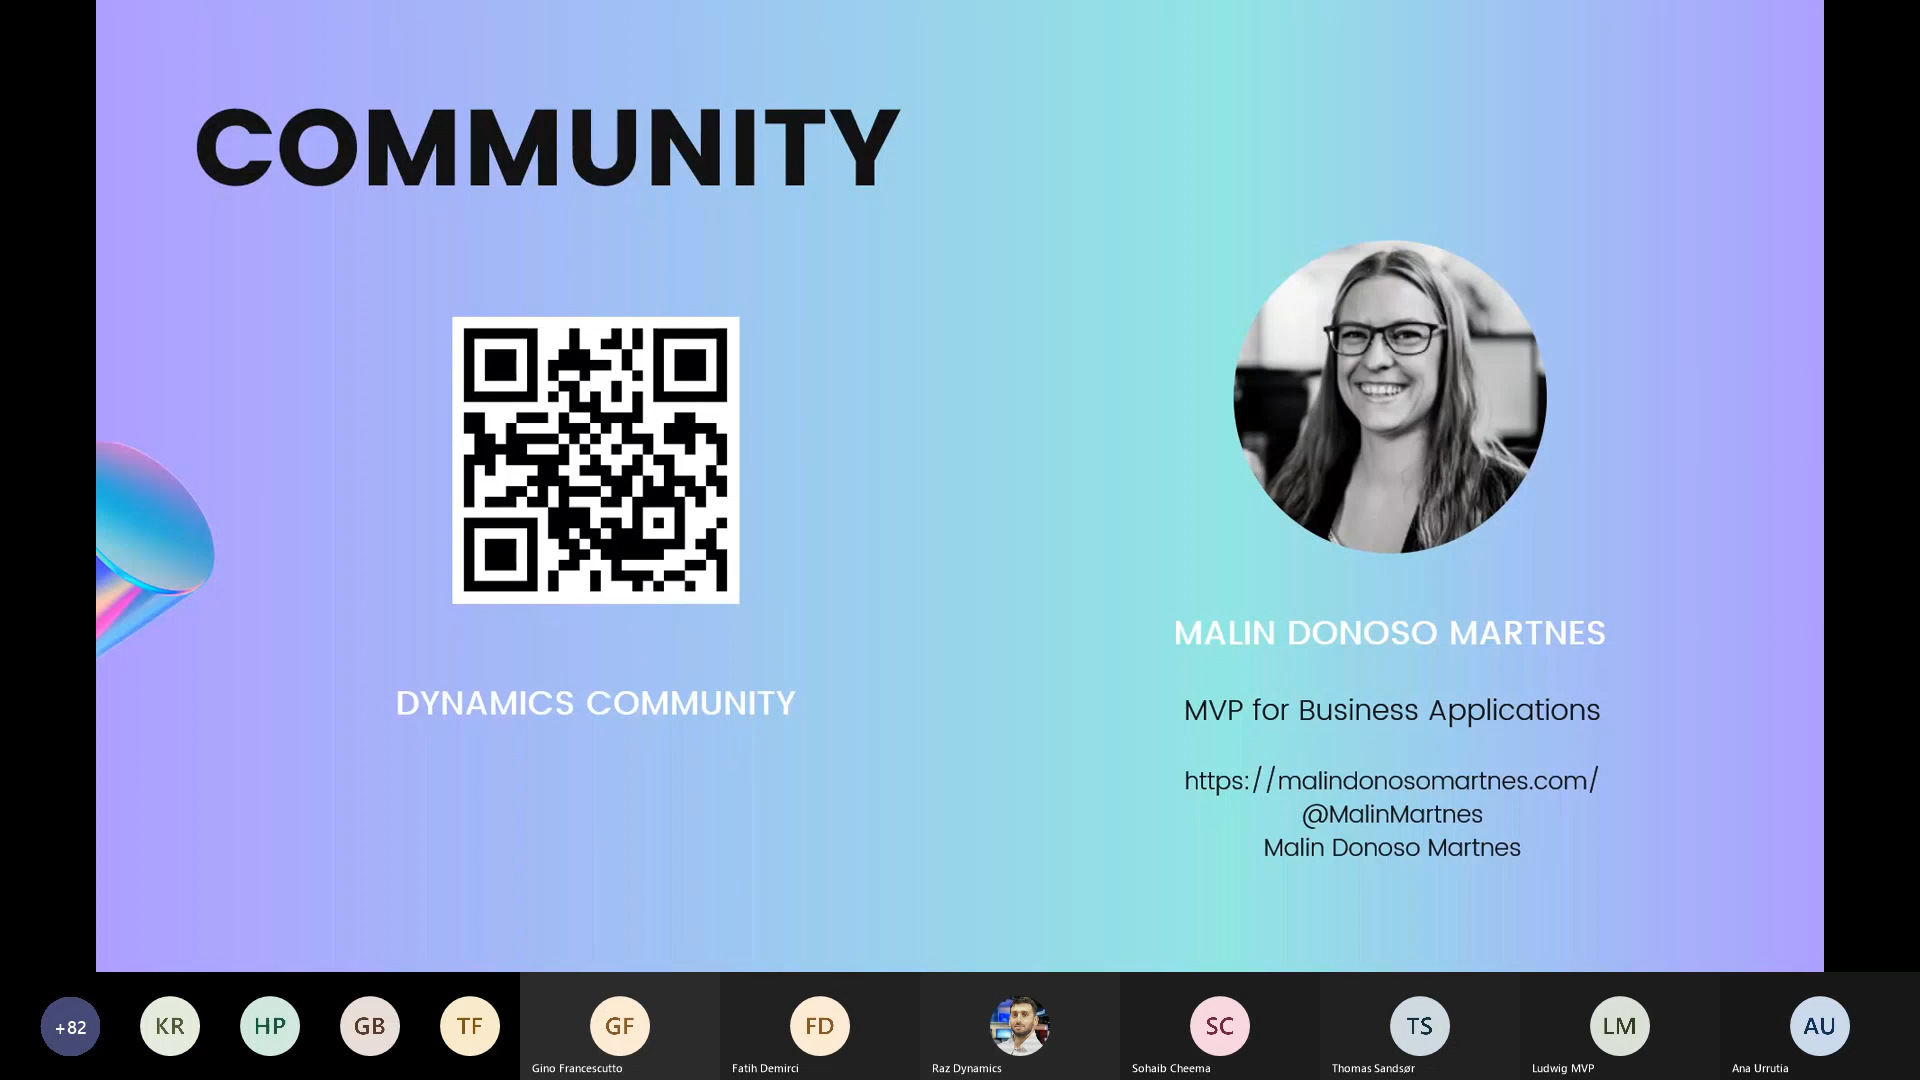 COMMUNITY
DYNAMICS COMMUNITY
MALIN DONOSO MARTNES
MVP for Business Applications
https://malindonosomartnes.com/
@MalinMartnes
Malin Donoso Martnes
+82
KR
HP
GB
TF
GF
FD
SC
TS
LM
AU
Gino Francescutto
Fatih Demirci
Raz Dynamics
Sohaib Cheema
Thomas Sandsør
Ludwig MVP
Ana Urrutia